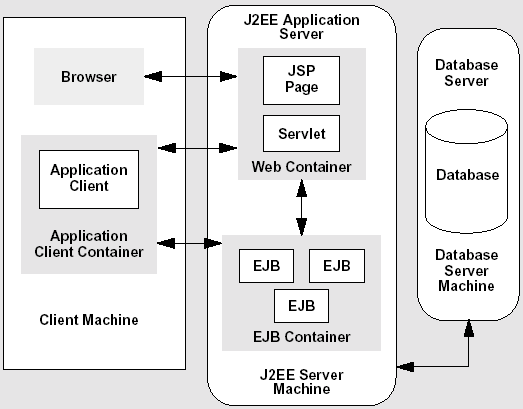 Browser
Application
Client
Application
Client Container
Client Machine
J2EE Application
Server
JSP
Page
Servlet
Web Container
EJB
EJB
EJB
EJB Container
J2EE Server
Machine
Database
Server
Database
Database
Server
Machine